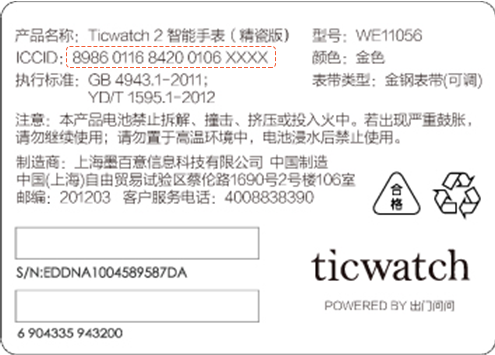 产品名称: Ticwatch 2 智能手表 ( 精瓷版) 型号: WE11056
ICCID: 8986 0116 8420 0106 XXXX 颜色: 金色
执行标准: GB 4943.1-2011; 表带类型: 金钢表带(可调)
YD/T 1595.1-2012
注意: 本产品电池禁止拆解、撞击、挤压或投入火中。若出现严重鼓胀,
请勿继续使用; 请勿置于高温环境中, 电池浸水后禁止使用。
制造商: 上海墨百意信息科技有限公司 中国制造
中国(上海)自由贸易试验区蔡伦路1690号2号楼106室
邮编: 201203 客户服务电话: 4008838390
合格
S/N:EDDNA1004589587DA
ticwatch
POWERED BY 出门问问
6 904335 943200